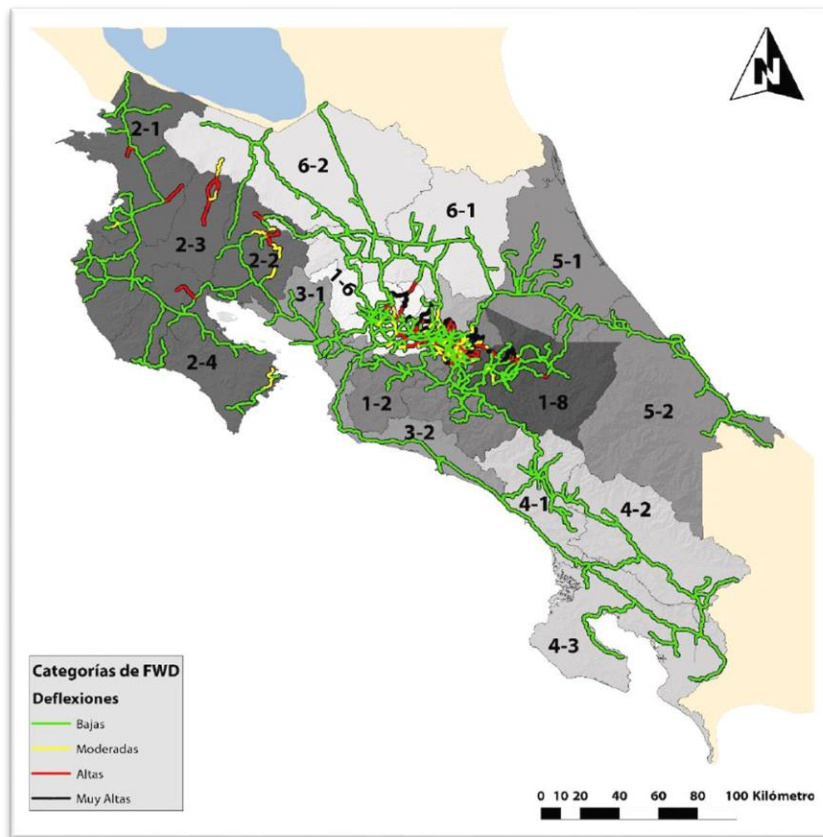 N
2-1
6-2
6-1
2-3
2-2
5-1
1-6
3-1
2-4
1-2
1-8
3-2
5-2
4-1
4-2
4-3
Categorías de FWD
Deflexiones
Bajas
Moderadas
Altas
Muy Altas
0 10 20 40 60 80 100 Kilómetro